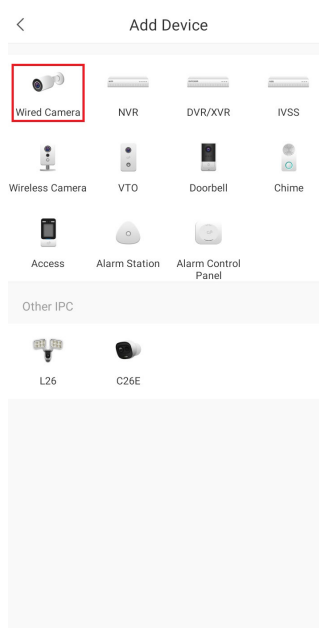 Add Device
Wired Camera
NVR
DVR/XVR
IVSS
Wireless Camera
VTO
Doorbell
Chime
Access
Alarm Station
Alarm Control
Panel
Other IPC
L26
C26E